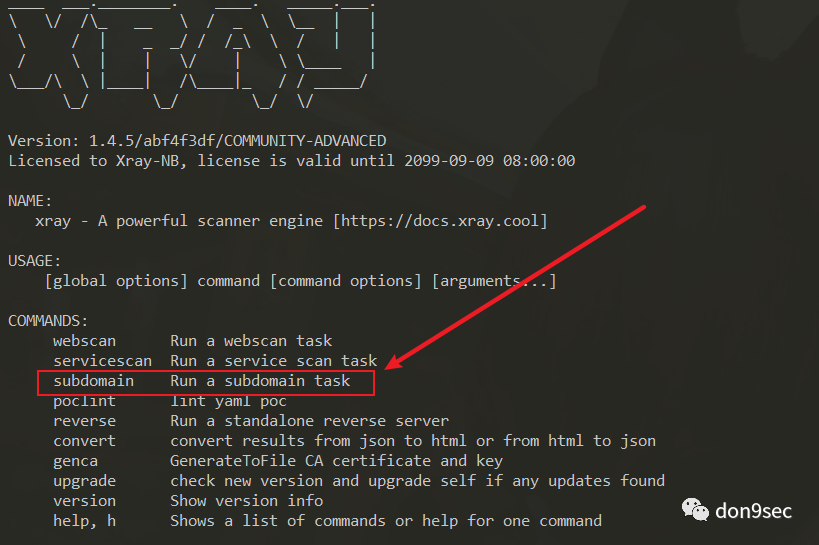 Version: 1.4.5/abf4f3df/COMMUNITY-ADVANCED
Licensed to Xray-NB, license is valid until 2099-09-09 08:00:00
NAME:
xray - A powerful scanner engine [https://docs.xray.cool]
USAGE:
[global options] command [command options] [arguments...]
COMMANDS:
webscan Run a webscan task
servicescan Run a service scan task
subdomain Run a subdomain task
poclint lint yaml poc
reverse Run a standalone reverse server
convert convert results from json to html or from html to json
genca GenerateToFile CA certificate and key
upgrade check new version and upgrade self if any updates found
version Show version info
help, h Shows a list of commands or help for one command
don9sec